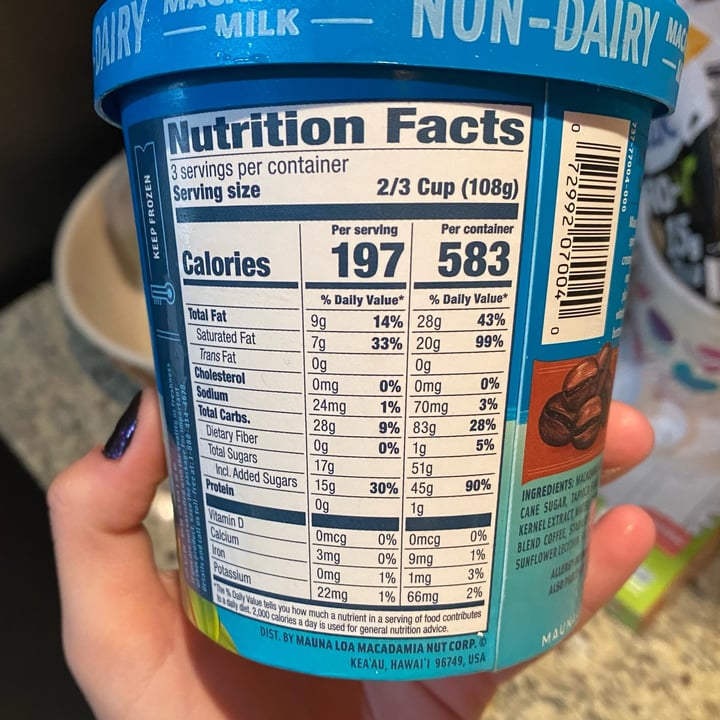 DAIRY
MILK
NON-DAIRY
KEEP FROZEN
Nutrition Facts
3 servings per container
Serving size 2/3 Cup (108g)
Per serving Per container
Calories 197 583
% Daily Value* % Daily Value*
Total Fat 9g 14% 28g 43%
Saturated Fat 7g 33% 20g 99%
Trans Fat 0g 0g
Cholesterol 0mg 0% 0mg 0%
Sodium 24mg 1% 70mg 3%
Total Carbs. 28g 9% 83g 28%
Dietary Fiber 0g 0% 1g 5%
Total Sugars 17g 51g
Incl. Added Sugars 15g 30% 45g 90%
Protein 0g 1g
Vitamin D 0mcg 0% 0mcg 0%
Calcium 3mg 0% 9mg 1%
Iron 0mg 1% 1mg 3%
Potassium 22mg 1% 66mg 2%
*The % Daily Value tells you how much a nutrient in a serving of food contributes
to a daily diet. 2,000 calories a day is used for general nutrition advice.
DIST. BY MAUNA LOA MACADAMIA NUT CORP. ©
KEA'AU, HAWAI'I 96749, USA
0 72992 07004 0
737-77004-000
INGREDIENTS:
CANE SUGAR,
KERNEL EXTRACT,
BLEND COFFEE,
SUNFLOWER
ALSO